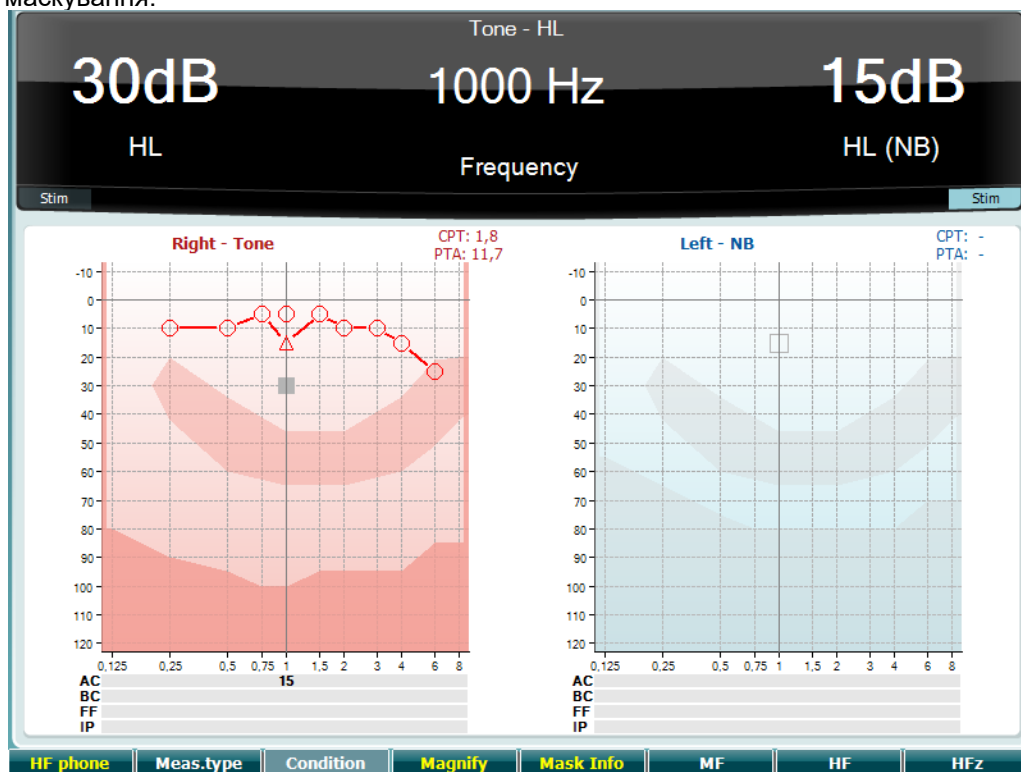 маскування.
Tone - HL
30dB 1000 Hz 15dB
HL Frequency HL (NB)
Stim Stim
Right - Tone CPT: 1,8
PTA: 11,7
-10
0
10
20
30
40
50
60
70
80
90
100
110
120
0,125 0,25 0,5 0,75 1 1,5 2 3 4 6 8
AC 15
BC
FF
IP
Left - NB CPT: -
PTA: -
-10
0
10
20
30
40
50
60
70
80
90
100
110
120
0,125 0,25 0,5 0,75 1 1,5 2 3 4 6 8
AC
BC
FF
IP
HF phone Meas.type Condition Magnify Mask Info MF HF HFz